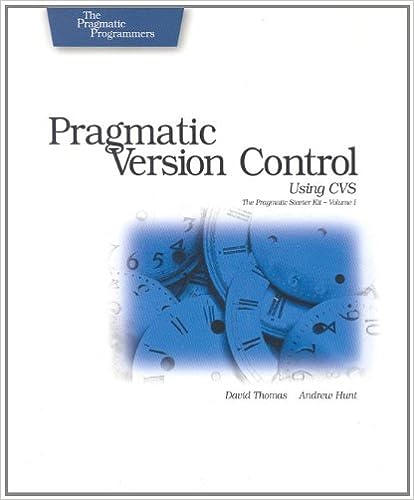 The
Pragmatic
Programmers
Pragmatic
Version Control
Using CVS
The Pragmatic Starter Kit – Volume I
David Thomas Andrew Hunt